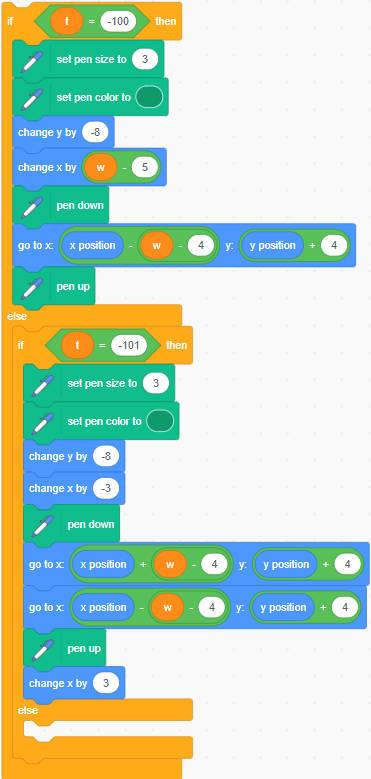 if t = -100 then
set pen size to 3
set pen color to
change y by -8
change x by w - 5
pen down
go to x: x position - w - 4 y: y position + 4
pen up
else
if t = -101 then
set pen size to 3
set pen color to
change y by -8
change x by -3
pen down
go to x: x position + w - 4 y: y position + 4
go to x: x position - w - 4 y: y position + 4
pen up
change x by 3
else